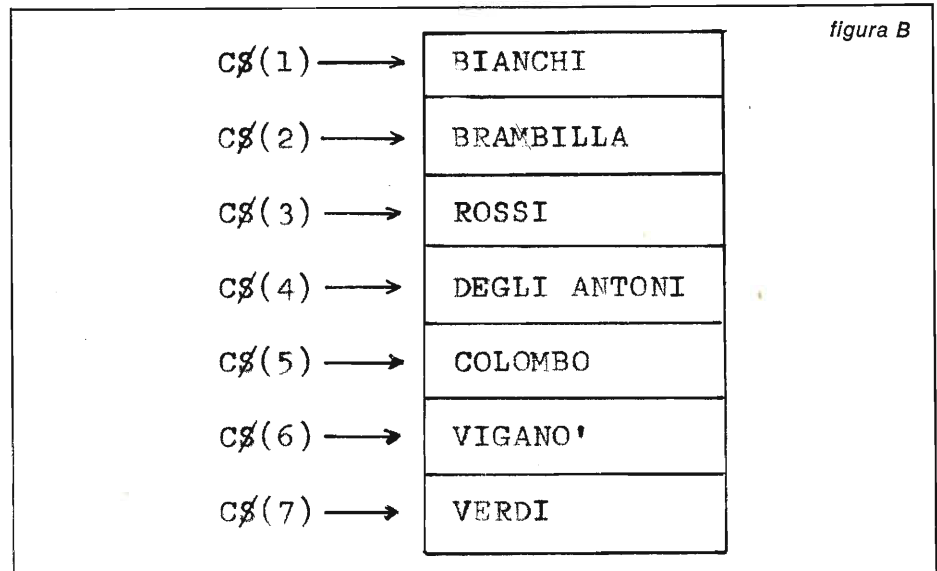 figura B
C$(1) → BIANCHI
C$(2) → BRAMBILLA
C$(3) → ROSSI
C$(4) → DEGLI ANTONI
C$(5) → COLOMBO
C$(6) → VIGANO'
C$(7) → VERDI